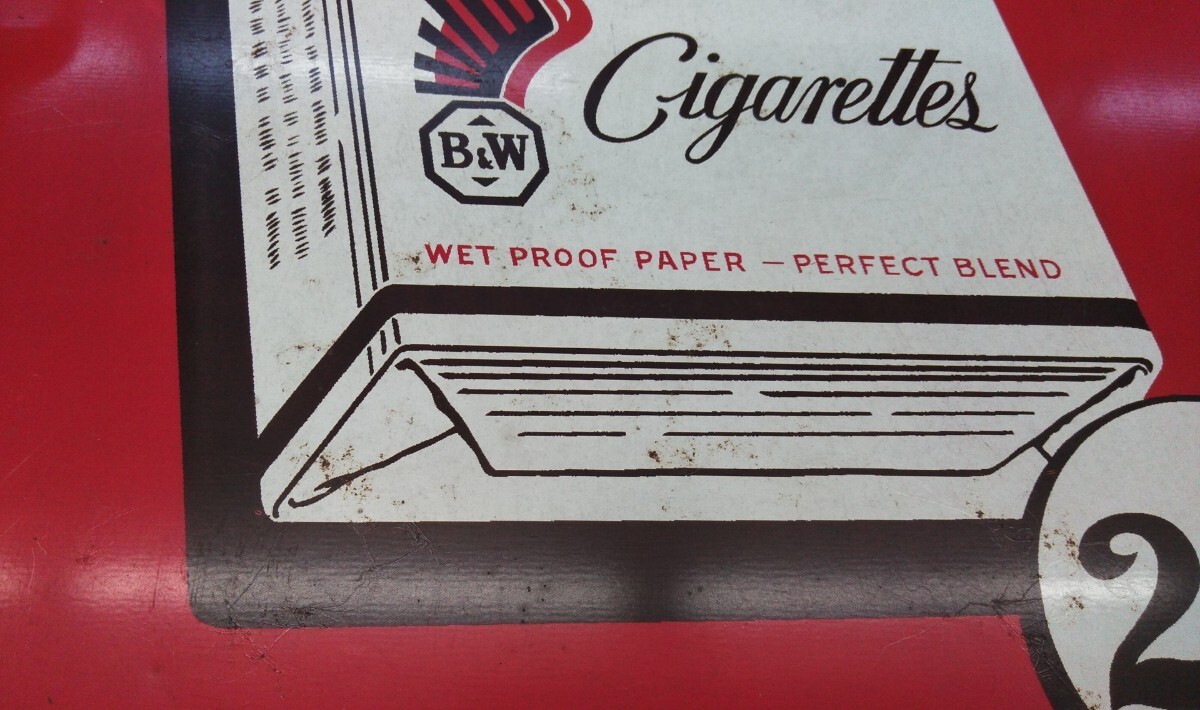 Cigarettes
B&W
WET PROOF PAPER — PERFECT BLEND
2